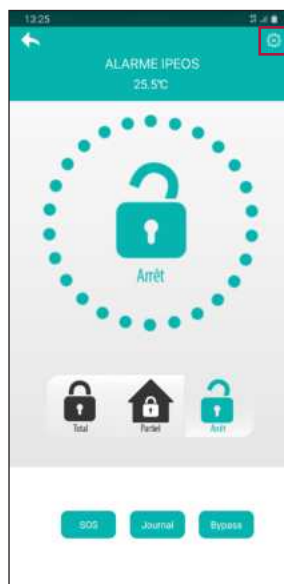 13:25
ALARME IPEOS
25.5°C
Arrêt
Total Partiel Arrêt
SOS Journal Bypass